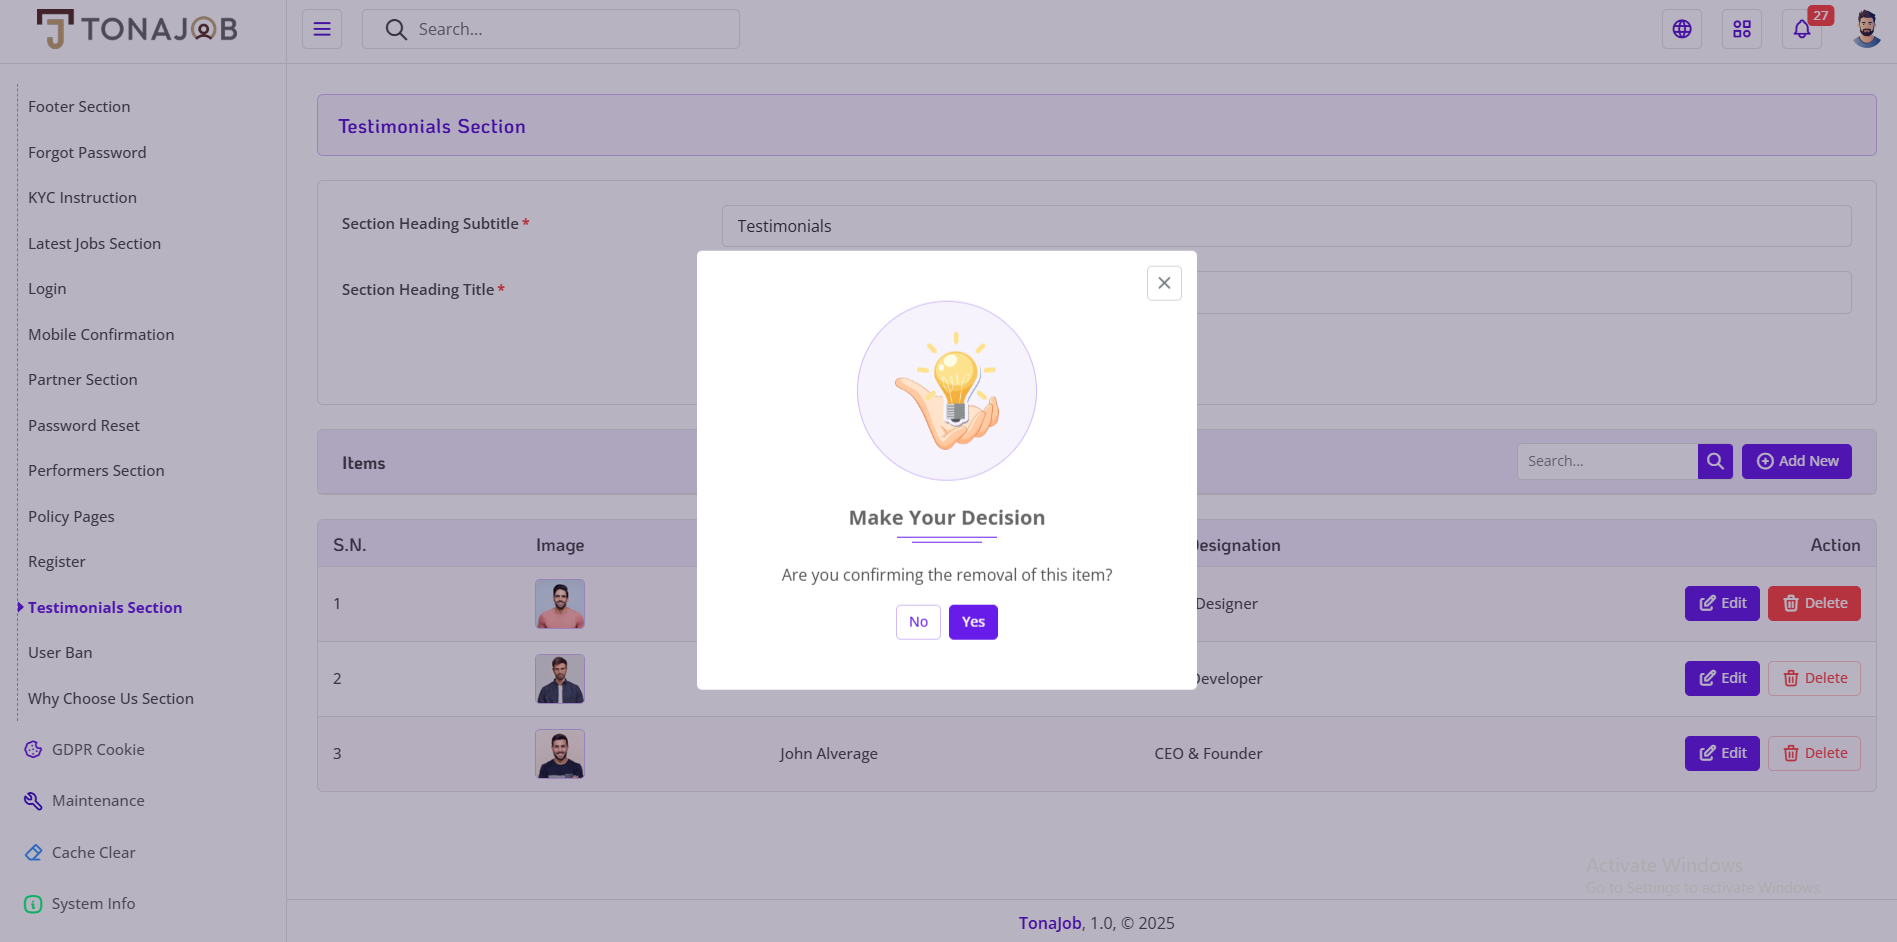 TONAJOB
Search...
27
Footer Section
Forgot Password
KYC Instruction
Latest Jobs Section
Login
Mobile Confirmation
Partner Section
Password Reset
Performers Section
Policy Pages
Register
Testimonials Section
User Ban
Why Choose Us Section
GDPR Cookie
Maintenance
Cache Clear
System Info
Testimonials Section
Section Heading Subtitle *
Testimonials
Section Heading Title *
Items
Search...
Add New
S.N. Image Designation Action
1 Designer Edit Delete
2 Developer Edit Delete
3 John Alverage CEO & Founder Edit Delete
Make Your Decision
Are you confirming the removal of this item?
No Yes
Activate Windows
Go to Settings to activate Windows.
TonaJob, 1.0, © 2025